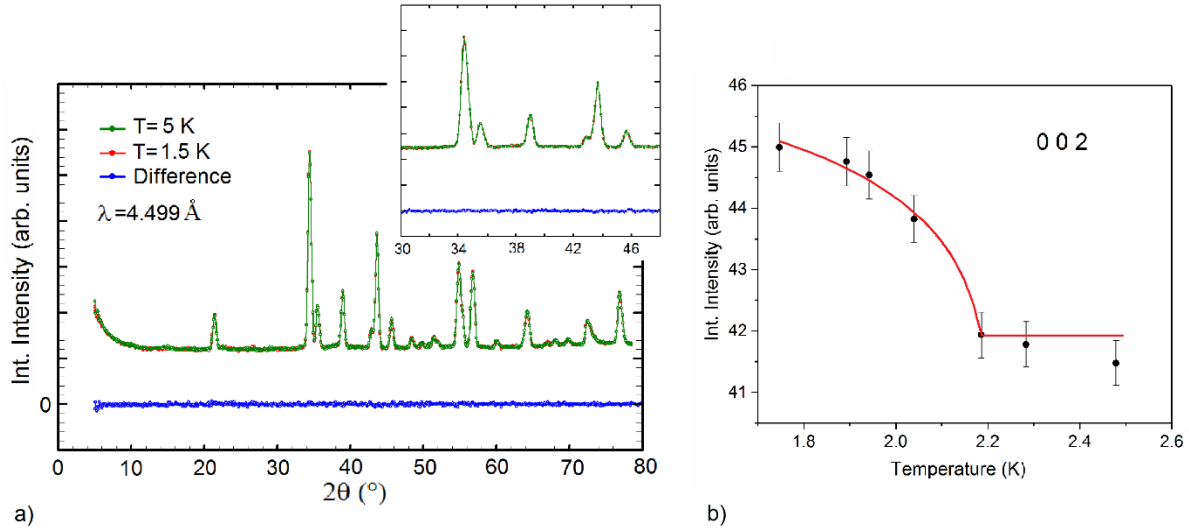 T= 5 K
T=1.5 K
Difference
λ=4.499 Å
Int. Intensity (arb. units)
0
0 10 20 30 40 50 60 70 80
2θ (°)
30 34 38 42 46
a)
46
45
44
43
42
41
0 0 2
Int. Intensity (arb. units)
1.8 2.0 2.2 2.4 2.6
Temperature (K)
b)